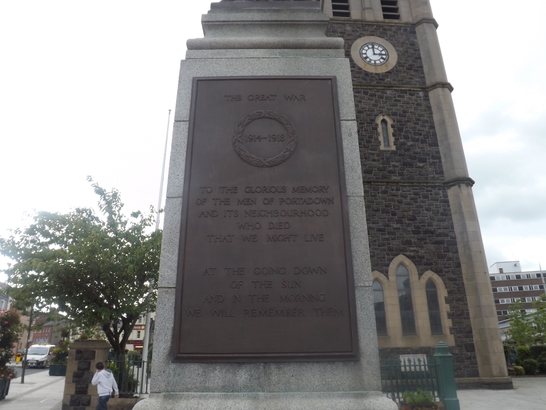 THE GREAT WAR
1914-1918
TO THE GLORIOUS MEMORY
OF THE MEN OF PORTADOWN
AND ITS NEIGHBOURHOOD
WHO DIED
THAT WE MIGHT LIVE
AT THE GOING DOWN
OF THE SUN
AND IN THE MORNING
WE WILL REMEMBER THEM